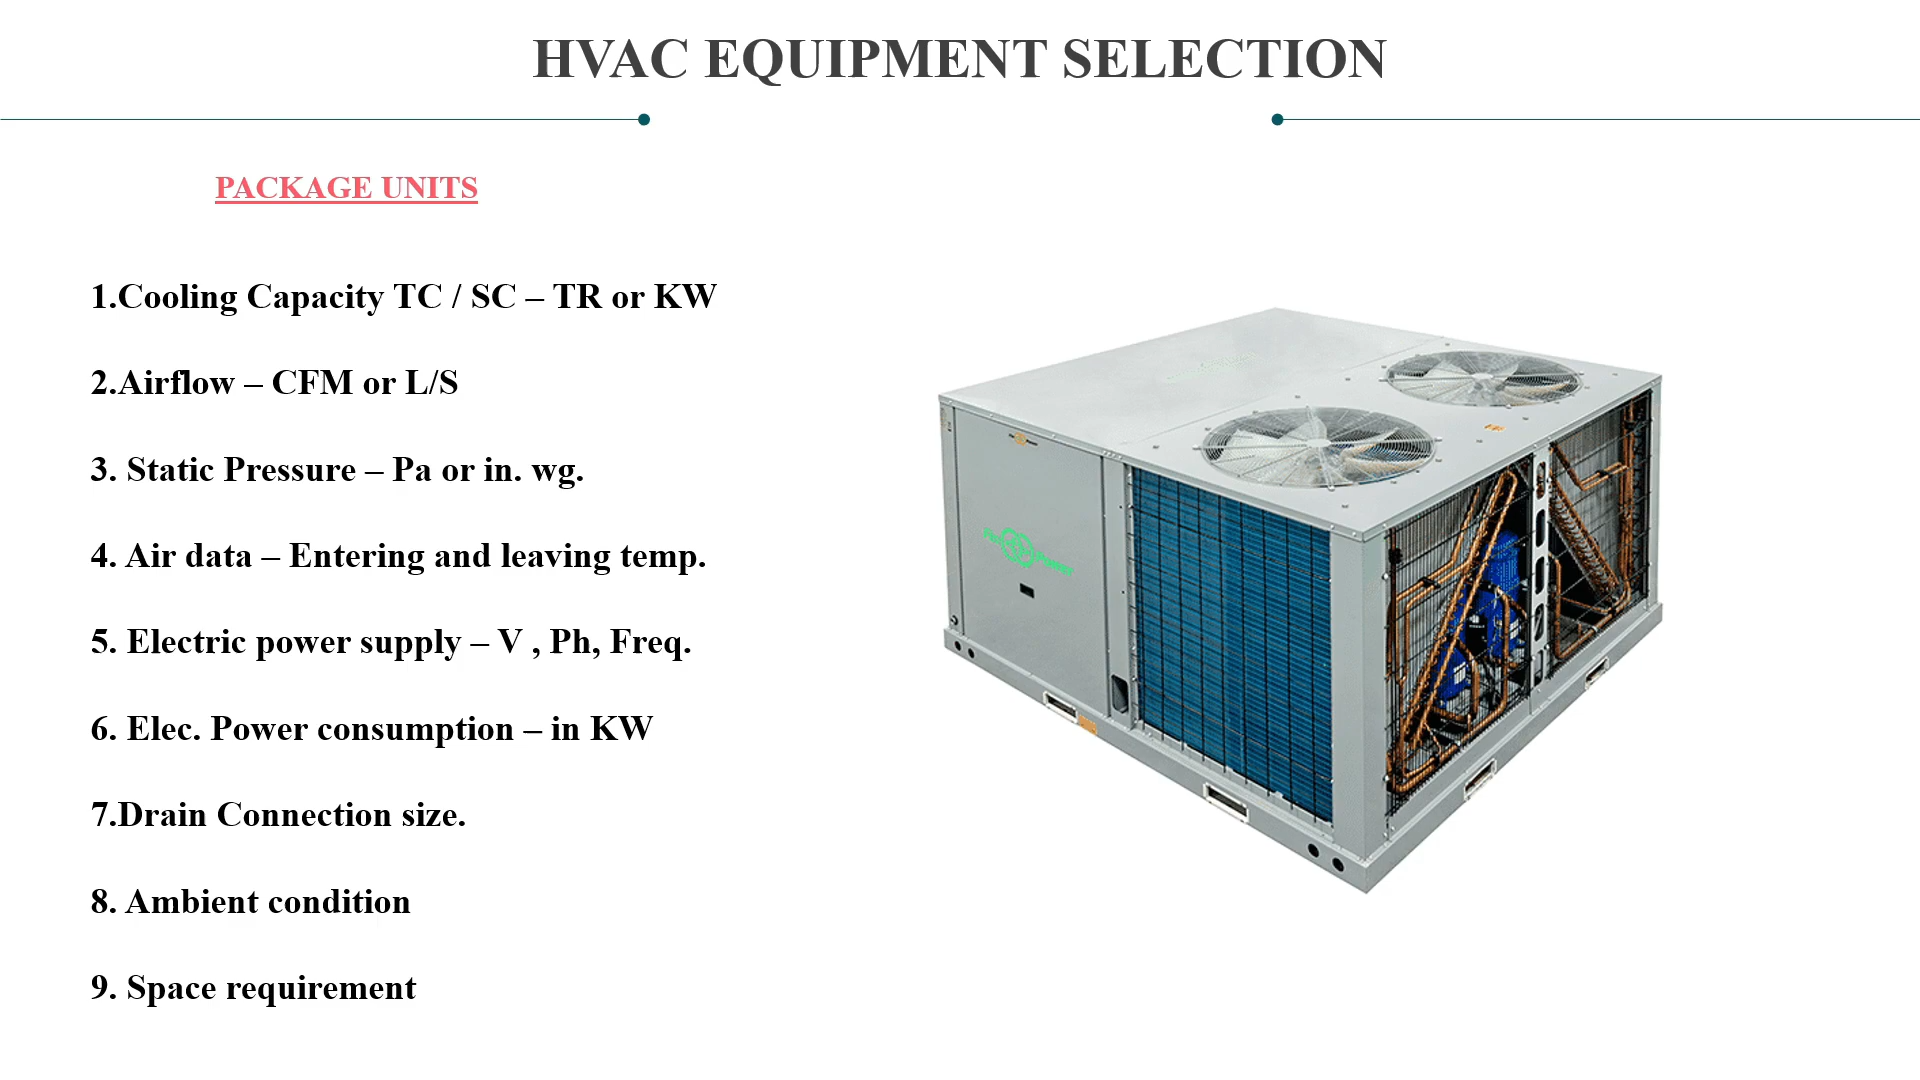 HVAC EQUIPMENT SELECTION
PACKAGE UNITS
1.Cooling Capacity TC / SC – TR or KW
2.Airflow – CFM or L/S
3. Static Pressure – Pa or in. wg.
4. Air data – Entering and leaving temp.
5. Electric power supply – V , Ph, Freq.
6. Elec. Power consumption – in KW
7.Drain Connection size.
8. Ambient condition
9. Space requirement
Power